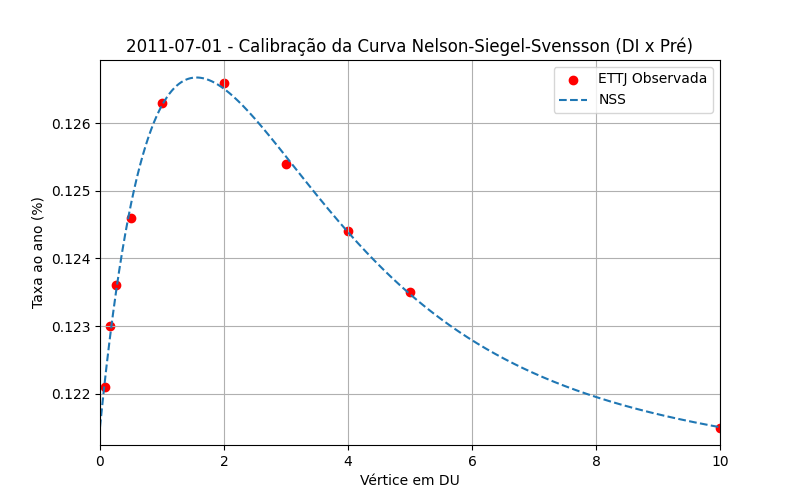 2011-07-01 - Calibração da Curva Nelson-Siegel-Svensson (DI x Pré)
ETTJ Observada
NSS
Taxa ao ano (%)
0.126
0.125
0.124
0.123
0.122
0 2 4 6 8 10
Vértice em DU